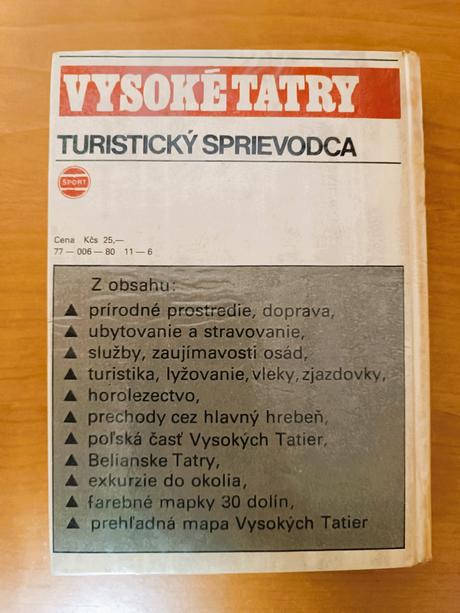 VYSOKÉ TATRY
TURISTICKÝ SPRIEVODCA
ŠPORT
Cena Kčs 25,—
77 — 006 — 80 11 — 6
Z obsahu:
▲ prírodné prostredie, doprava,
▲ ubytovanie a stravovanie,
▲ služby, zaujímavosti osád,
▲ turistika, lyžovanie, vleky, zjazdovky,
▲ horolezectvo,
▲ prechody cez hlavný hrebeň,
▲ poľská časť Vysokých Tatier,
▲ Belianske Tatry,
▲ exkurzie do okolia,
▲ farebné mapky 30 dolín,
▲ prehľadná mapa Vysokých Tatier